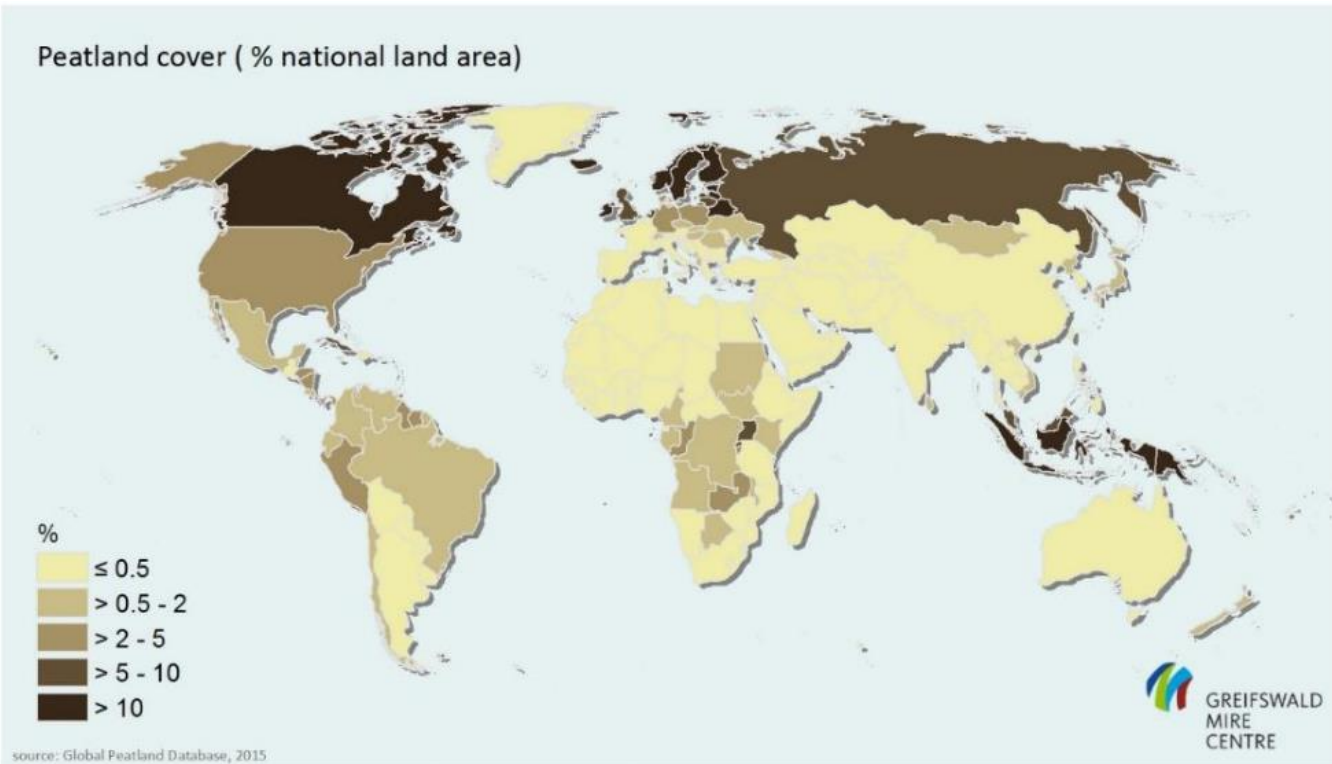 Peatland cover ( % national land area)
%
≤ 0.5
> 0.5 - 2
> 2 - 5
> 5 - 10
> 10
GREIFSWALD
MIRE
CENTRE
source: Global Peatland Database, 2015